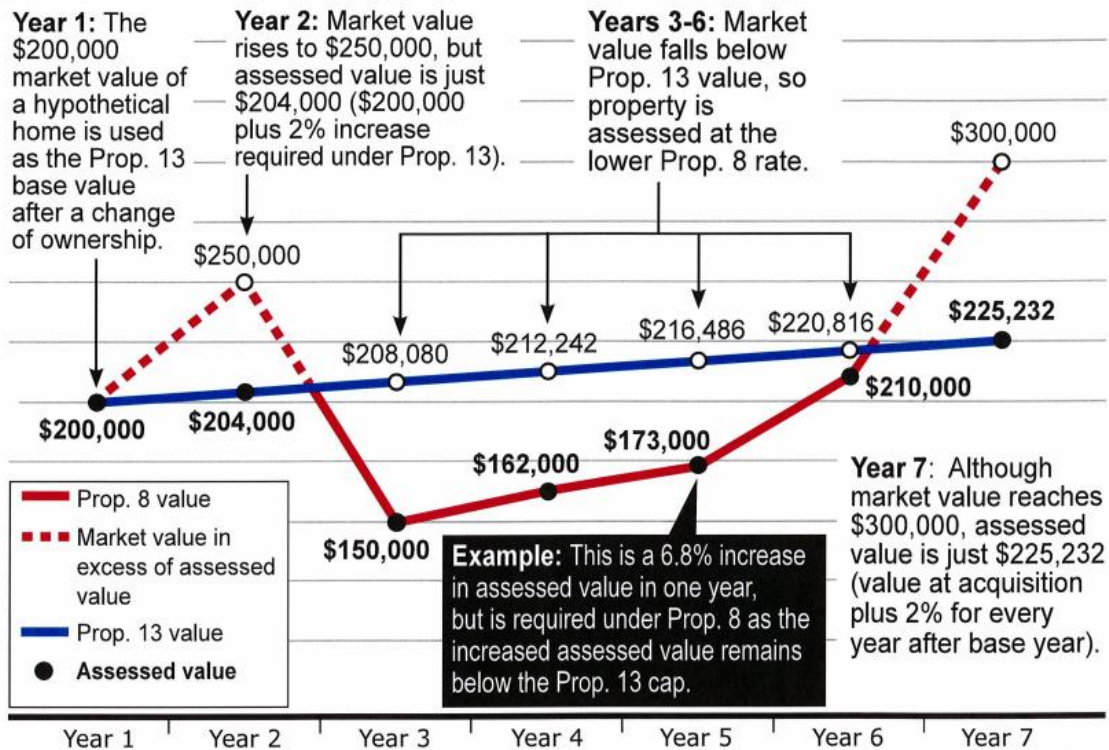 Year 1: The
$200,000
market value of
a hypothetical
home is used
as the Prop. 13
base value
after a change
of ownership.
Year 2: Market value
rises to $250,000, but
assessed value is just
$204,000 ($200,000
plus 2% increase
required under Prop. 13).
Years 3-6: Market
value falls below
Prop. 13 value, so
property is
assessed at the
lower Prop. 8 rate.
$300,000
$250,000
$208,080
$212,242
$216,486
$220,816
$225,232
$200,000
$204,000
$150,000
$162,000
$173,000
$210,000
Prop. 8 value
Market value in
excess of assessed
value
Prop. 13 value
Assessed value
Example: This is a 6.8% increase
in assessed value in one year,
but is required under Prop. 8 as the
increased assessed value remains
below the Prop. 13 cap.
Year 7: Although
market value reaches
$300,000, assessed
value is just $225,232
(value at acquisition
plus 2% for every
year after base year).
Year 1
Year 2
Year 3
Year 4
Year 5
Year 6
Year 7